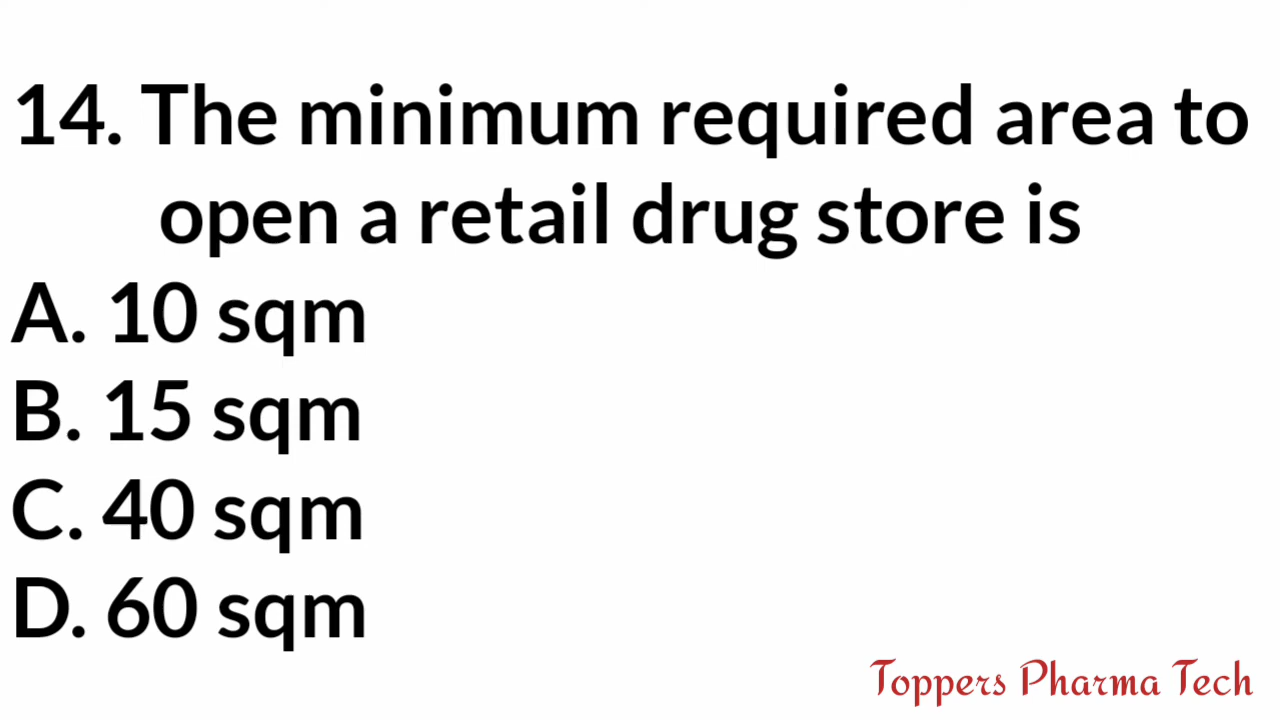 14. The minimum required area to
open a retail drug store is
A. 10 sqm
B. 15 sqm
C. 40 sqm
D. 60 sqm
Toppers Pharma Tech